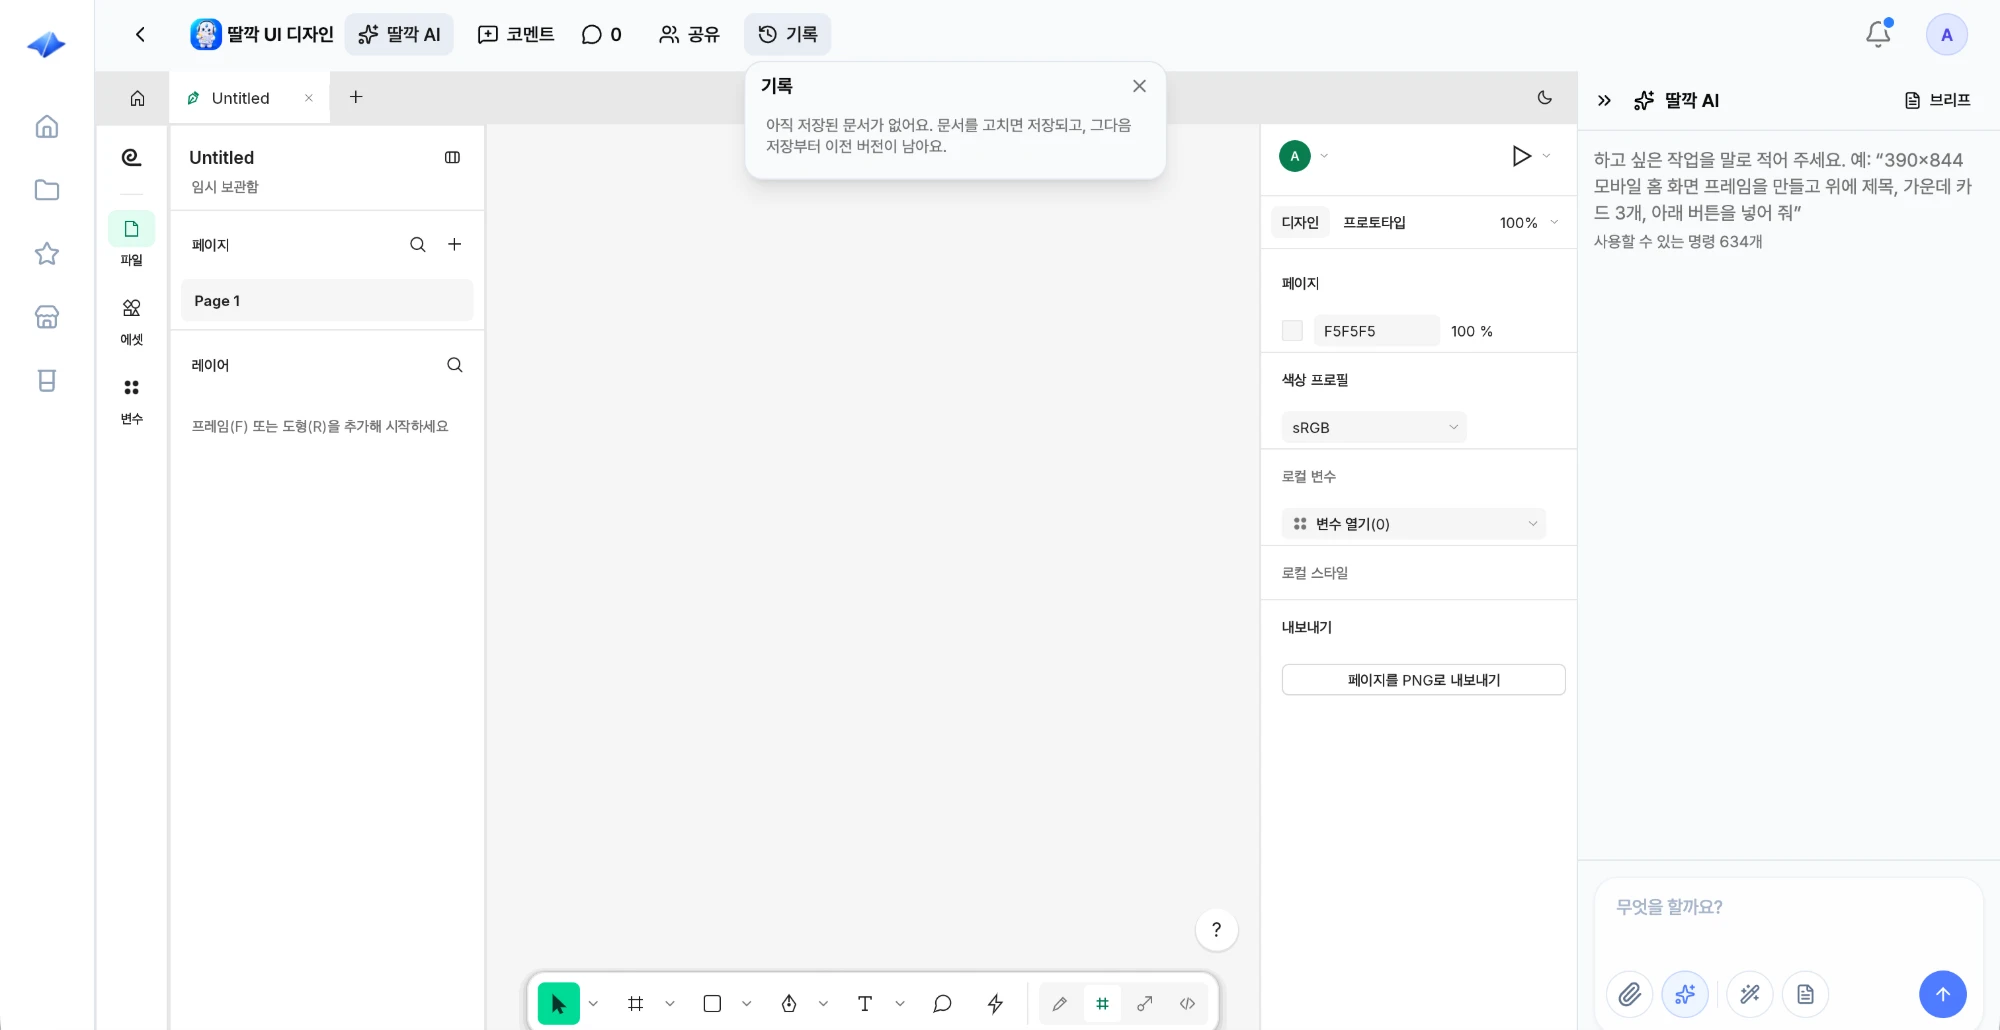 딸깍 UI 디자인
딸깍 AI
코멘트
0
공유
기록
A
Untitled
기록
아직 저장된 문서가 없어요. 문서를 고치면 저장되고, 그다음
저장부터 이전 버전이 남아요.
딸깍 AI
브리프
Untitled
임시 보관함
파일
에셋
변수
페이지
Page 1
레이어
프레임(F) 또는 도형(R)을 추가해 시작하세요
A
디자인
프로토타입
100%
페이지
F5F5F5
100 %
색상 프로필
sRGB
로컬 변수
변수 열기(0)
로컬 스타일
내보내기
페이지를 PNG로 내보내기
하고 싶은 작업을 말로 적어 주세요. 예: “390×844
모바일 홈 화면 프레임을 만들고 위에 제목, 가운데 카
드 3개, 아래 버튼을 넣어 줘”
사용할 수 있는 명령 634개
?
무엇을 할까요?